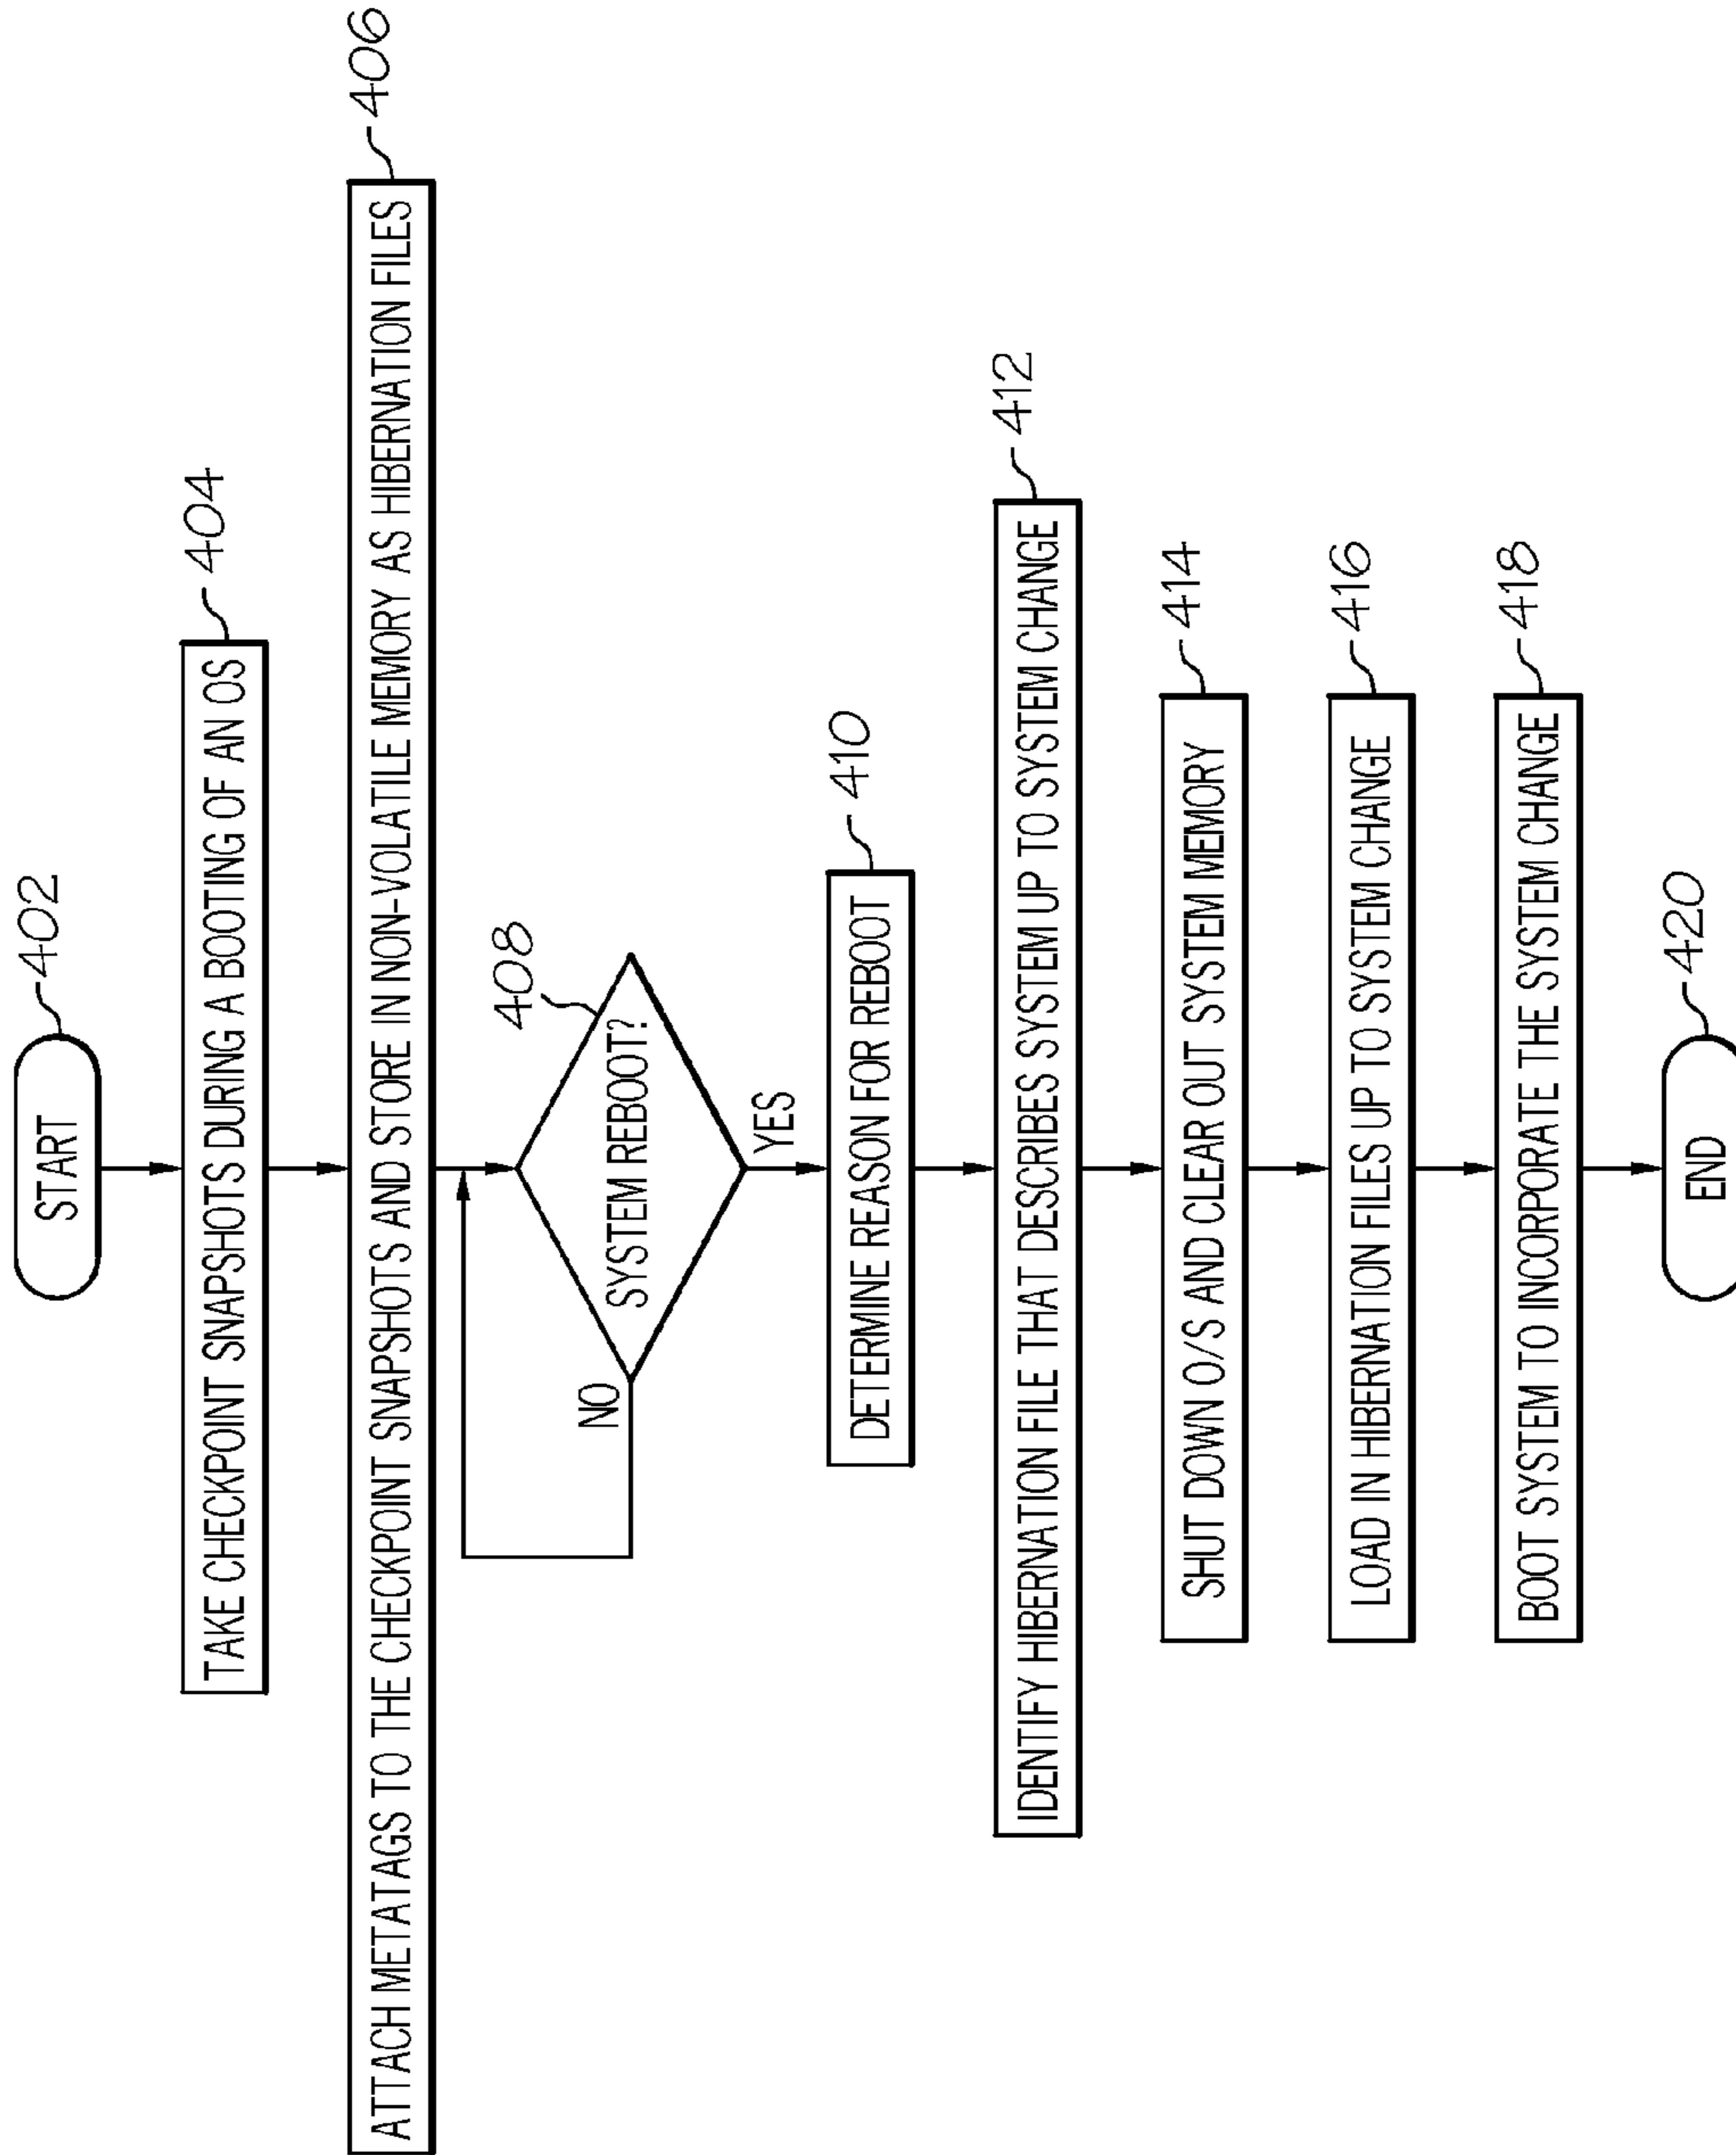 402
START
404
TAKE CHECKPOINT SNAPSHOTS DURING A BOOTING OF AN OS
406
ATTACH METATAGS TO THE CHECKPOINT SNAPSHOTS AND STORE IN NON-VOLATILE MEMORY AS HIBERNATION FILES
408
SYSTEM REBOOT?
NO
YES
410
DETERMINE REASON FOR REBOOT
412
IDENTIFY HIBERNATION FILE THAT DESCRIBES SYSTEM UP TO SYSTEM CHANGE
414
SHUT DOWN O/S AND CLEAR OUT SYSTEM MEMORY
416
LOAD IN HIBERNATION FILES UP TO SYSTEM CHANGE
418
BOOT SYSTEM TO INCORPORATE THE SYSTEM CHANGE
420
END